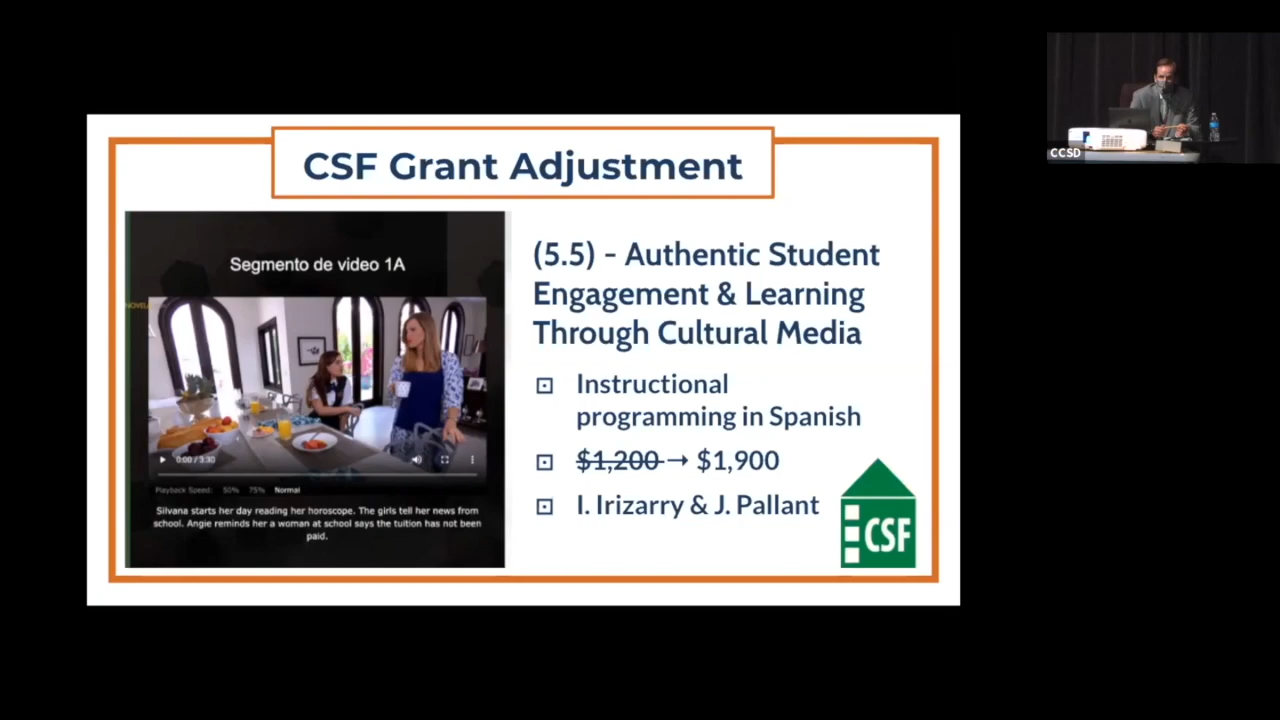 CSF Grant Adjustment
Segmento de video 1A
NOVELA
0:00 / 3:30
Playback Speed: 50% 75% Normal
Silvana starts her day reading her horoscope. The girls tell her news from
school. Angie reminds her a woman at school says the tuition has not been
paid.
(5.5) - Authentic Student
Engagement & Learning
Through Cultural Media
Instructional
programming in Spanish
$1,200 → $1,900
I. Irizarry & J. Pallant
CSF
CCSD